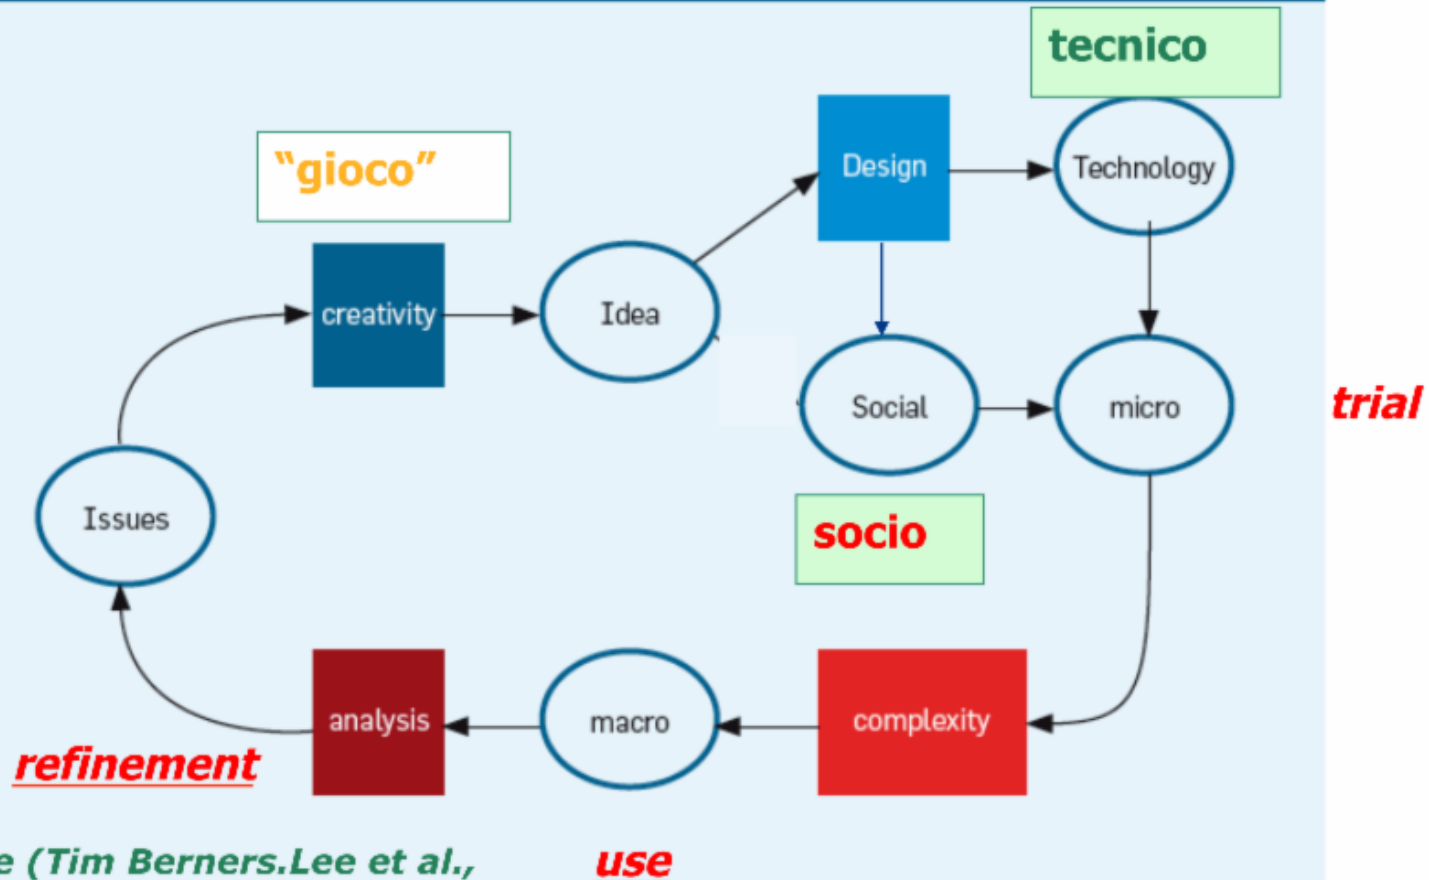 tecnico
"gioco"
Design
Technology
creativity
Idea
Social
micro
trial
Issues
socio
analysis
macro
complexity
refinement
e (Tim Berners.Lee et al.,
use